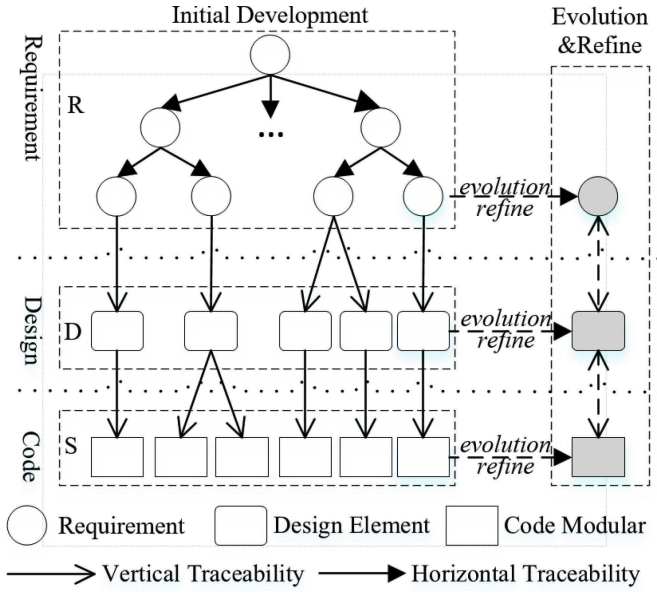 Initial Development
Evolution
&Refine
Requirement
R
...
evolution
refine
Design
D
evolution
refine
Code
S
evolution
refine
Requirement
Design Element
Code Modular
Vertical Traceability
Horizontal Traceability